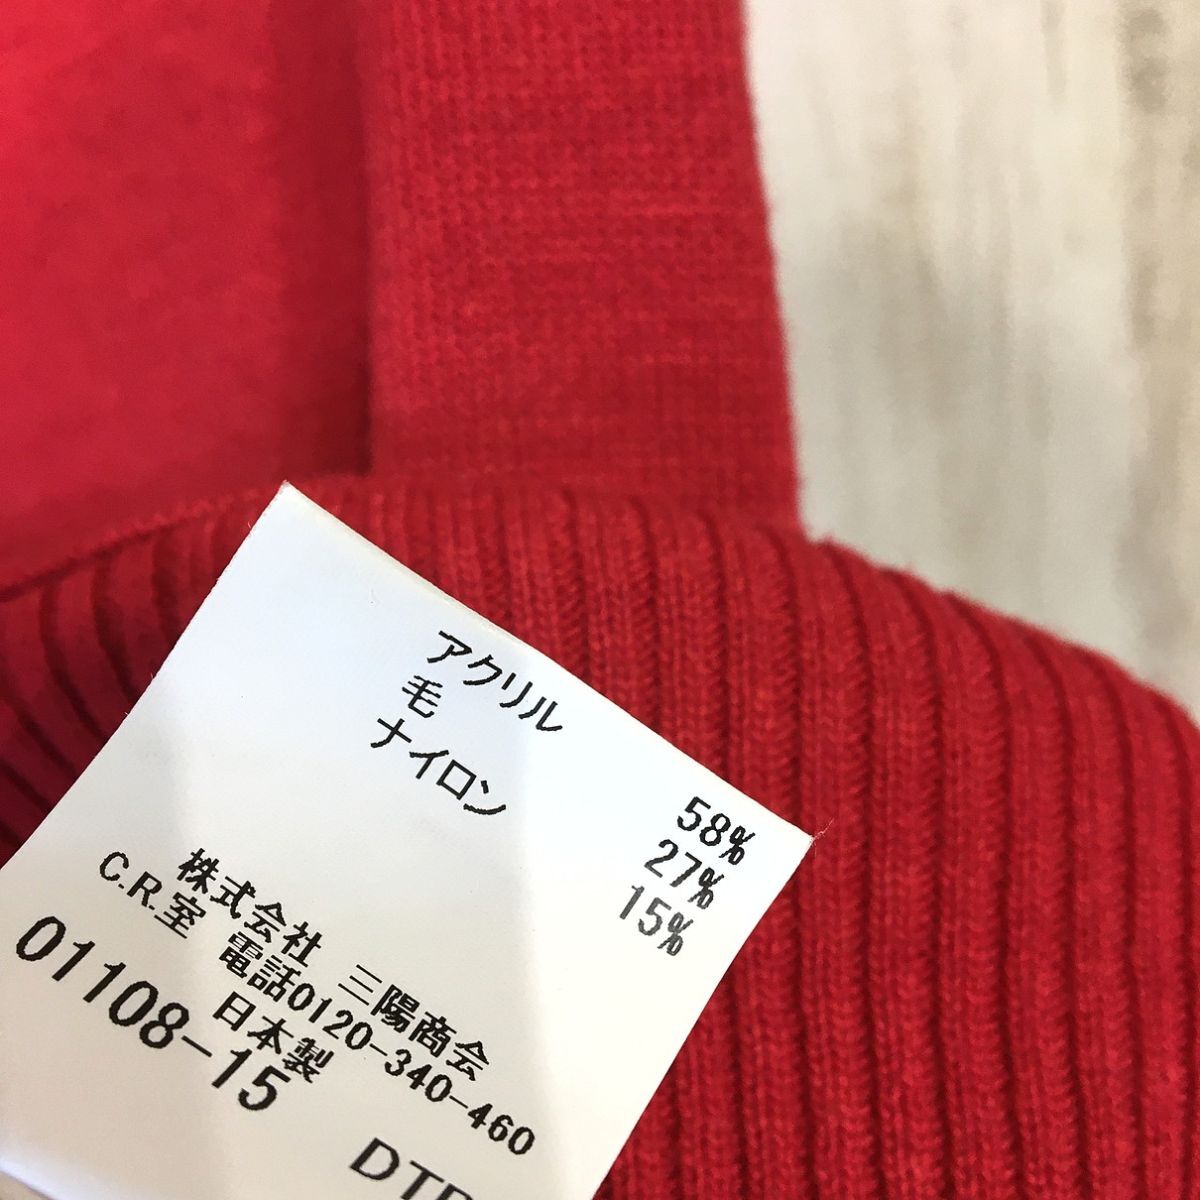 アクリル 58%
毛 27%
ナイロン 15%
株式会社 三陽商会
C.R.室 電話0120-340-460
日本製
01108-15